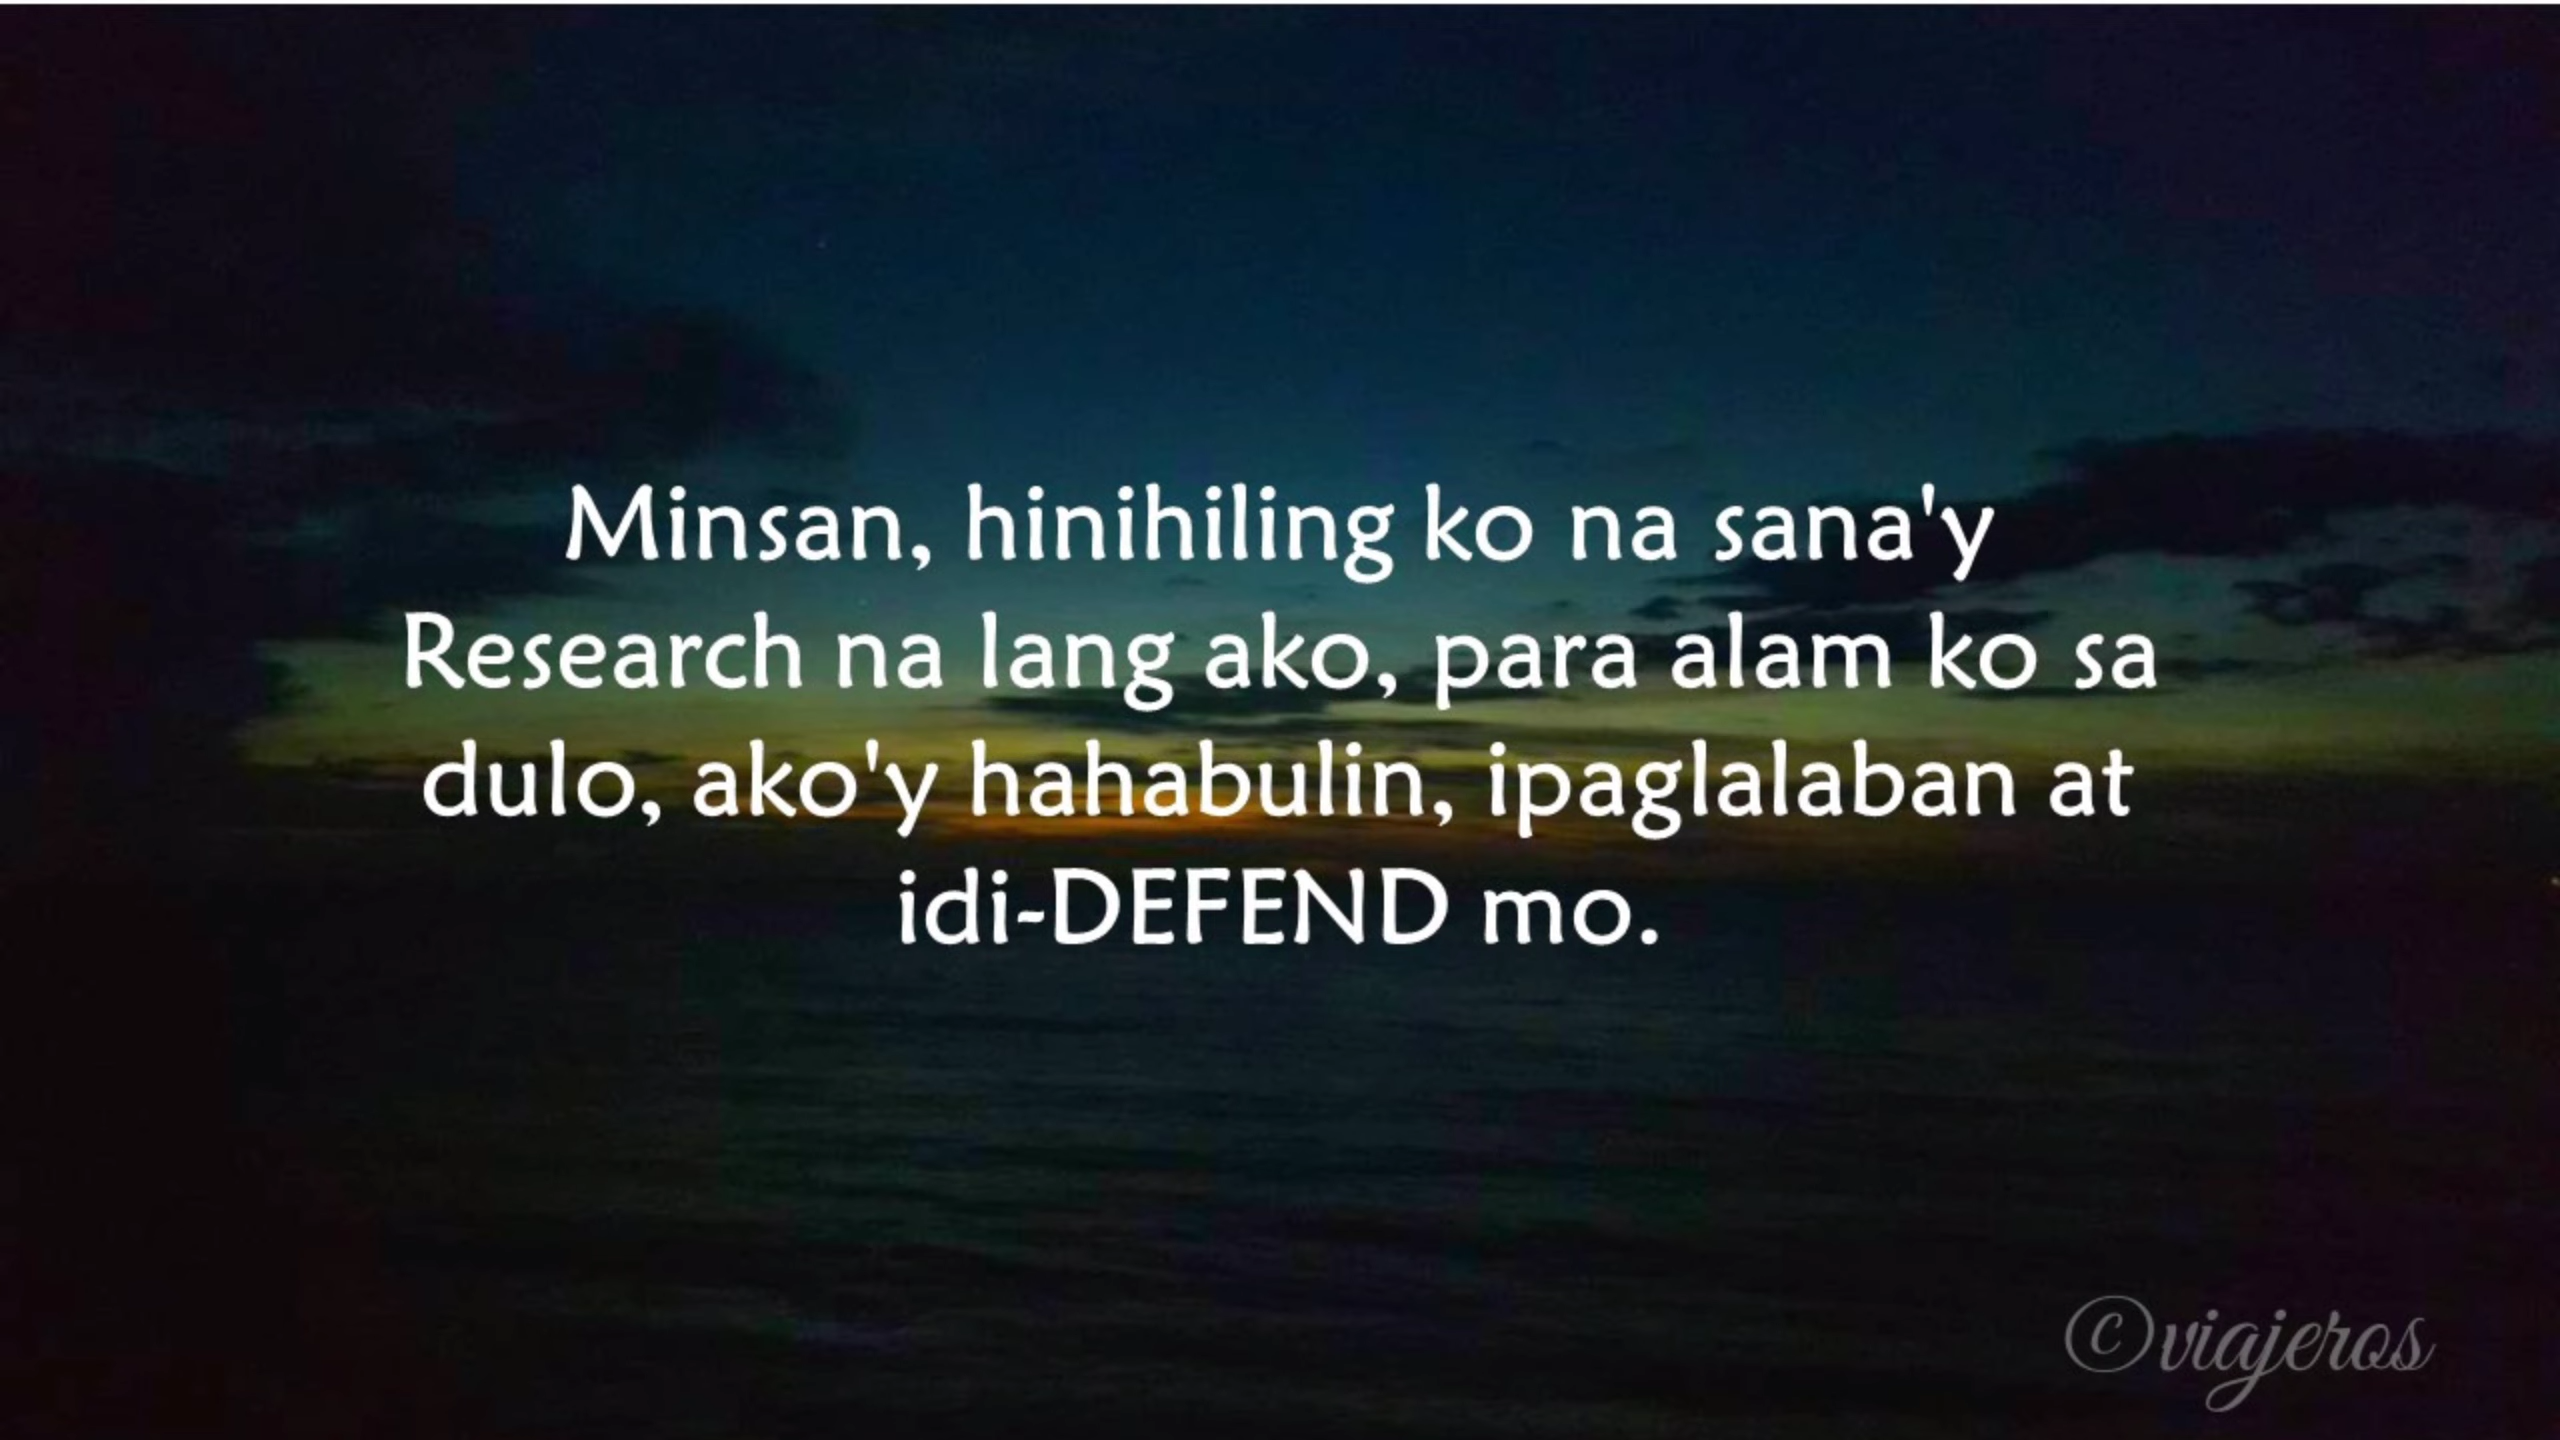 Minsan, hinihiling ko na sana'y
Research na lang ako, para alam ko sa
dulo, ako'y hahabulin, ipaglalaban at
idi-DEFEND mo.
©viajeros